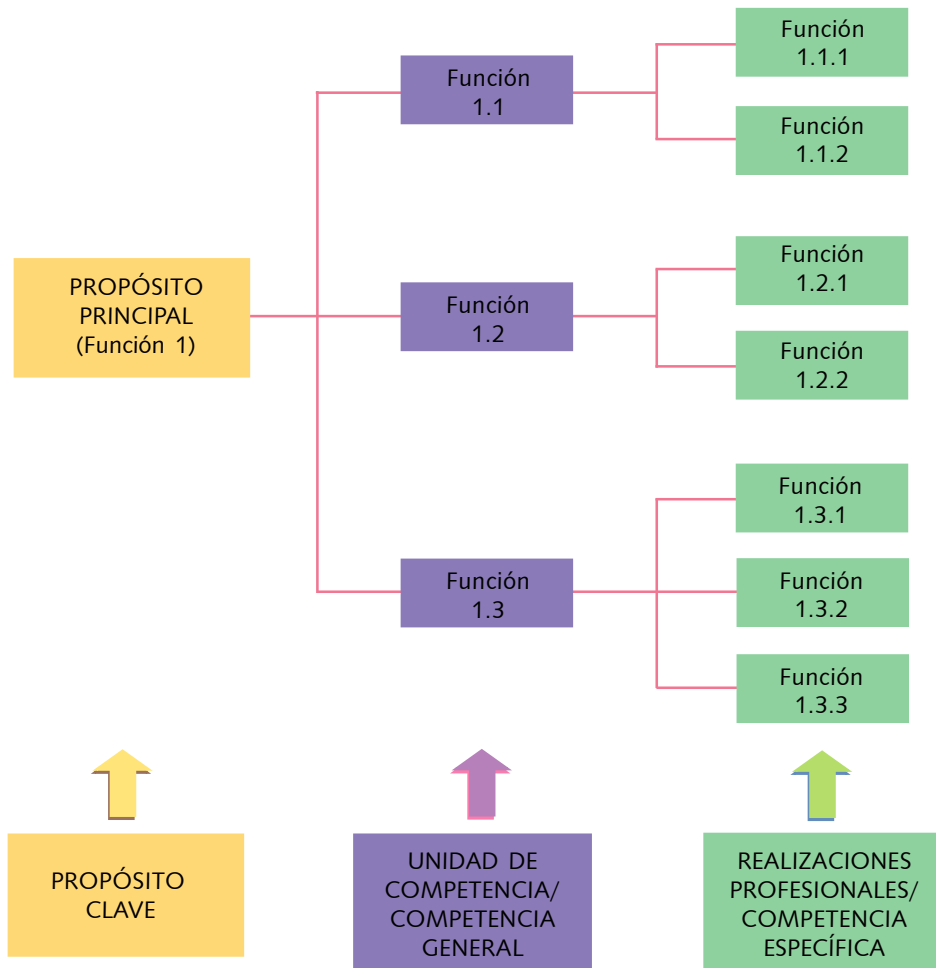 PROPÓSITO
PRINCIPAL
(Función 1)
Función
1.1
Función
1.1.1
Función
1.1.2
Función
1.2
Función
1.2.1
Función
1.2.2
Función
1.3
Función
1.3.1
Función
1.3.2
Función
1.3.3
PROPÓSITO
CLAVE
UNIDAD DE
COMPETENCIA/
COMPETENCIA
GENERAL
REALIZACIONES
PROFESIONALES/
COMPETENCIA
ESPECÍFICA